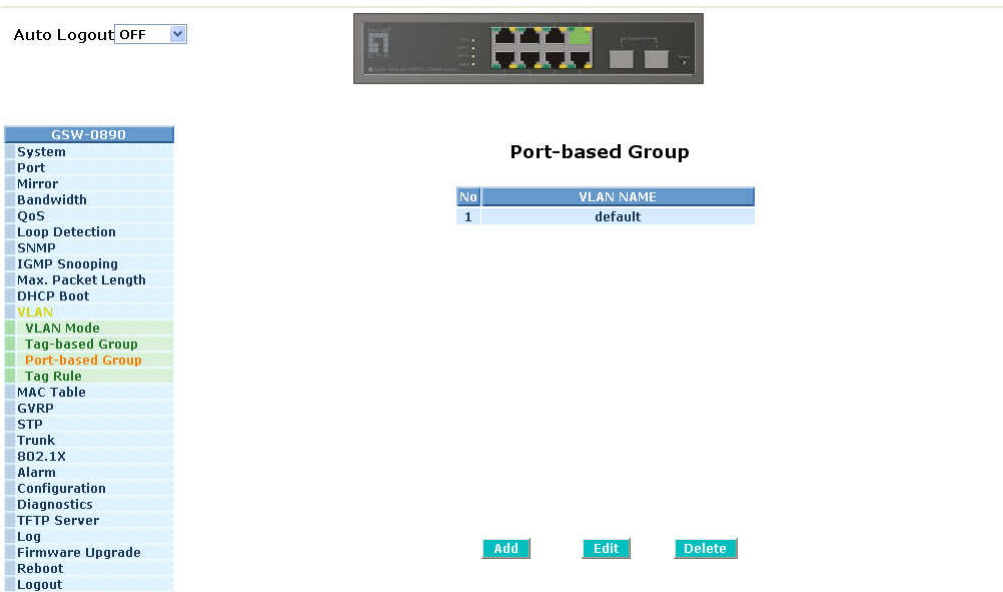 Auto Logout OFF
GSW-0890
System
Port
Mirror
Bandwidth
QoS
Loop Detection
SNMP
IGMP Snooping
Max. Packet Length
DHCP Boot
VLAN
VLAN Mode
Tag-based Group
Port-based Group
Tag Rule
MAC Table
GVRP
STP
Trunk
802.1X
Alarm
Configuration
Diagnostics
TFTP Server
Log
Firmware Upgrade
Reboot
Logout
Port-based Group
No VLAN NAME
1 default
Add Edit Delete